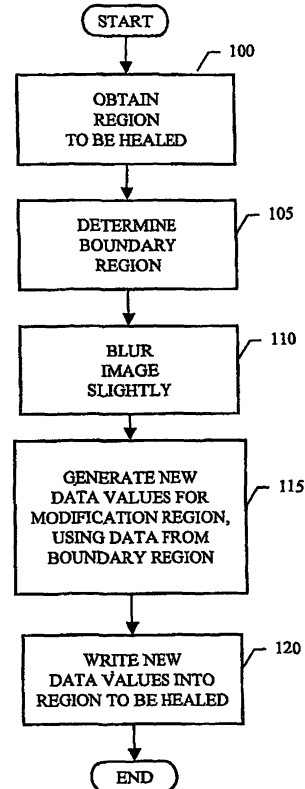 START
100
OBTAIN
REGION
TO BE HEALED
105
DETERMINE
BOUNDARY
REGION
110
BLUR
IMAGE
SLIGHTLY
115
GENERATE NEW
DATA VALUES FOR
MODIFICATION REGION,
USING DATA FROM
BOUNDARY REGION
120
WRITE NEW
DATA VALUES INTO
REGION TO BE HEALED
END